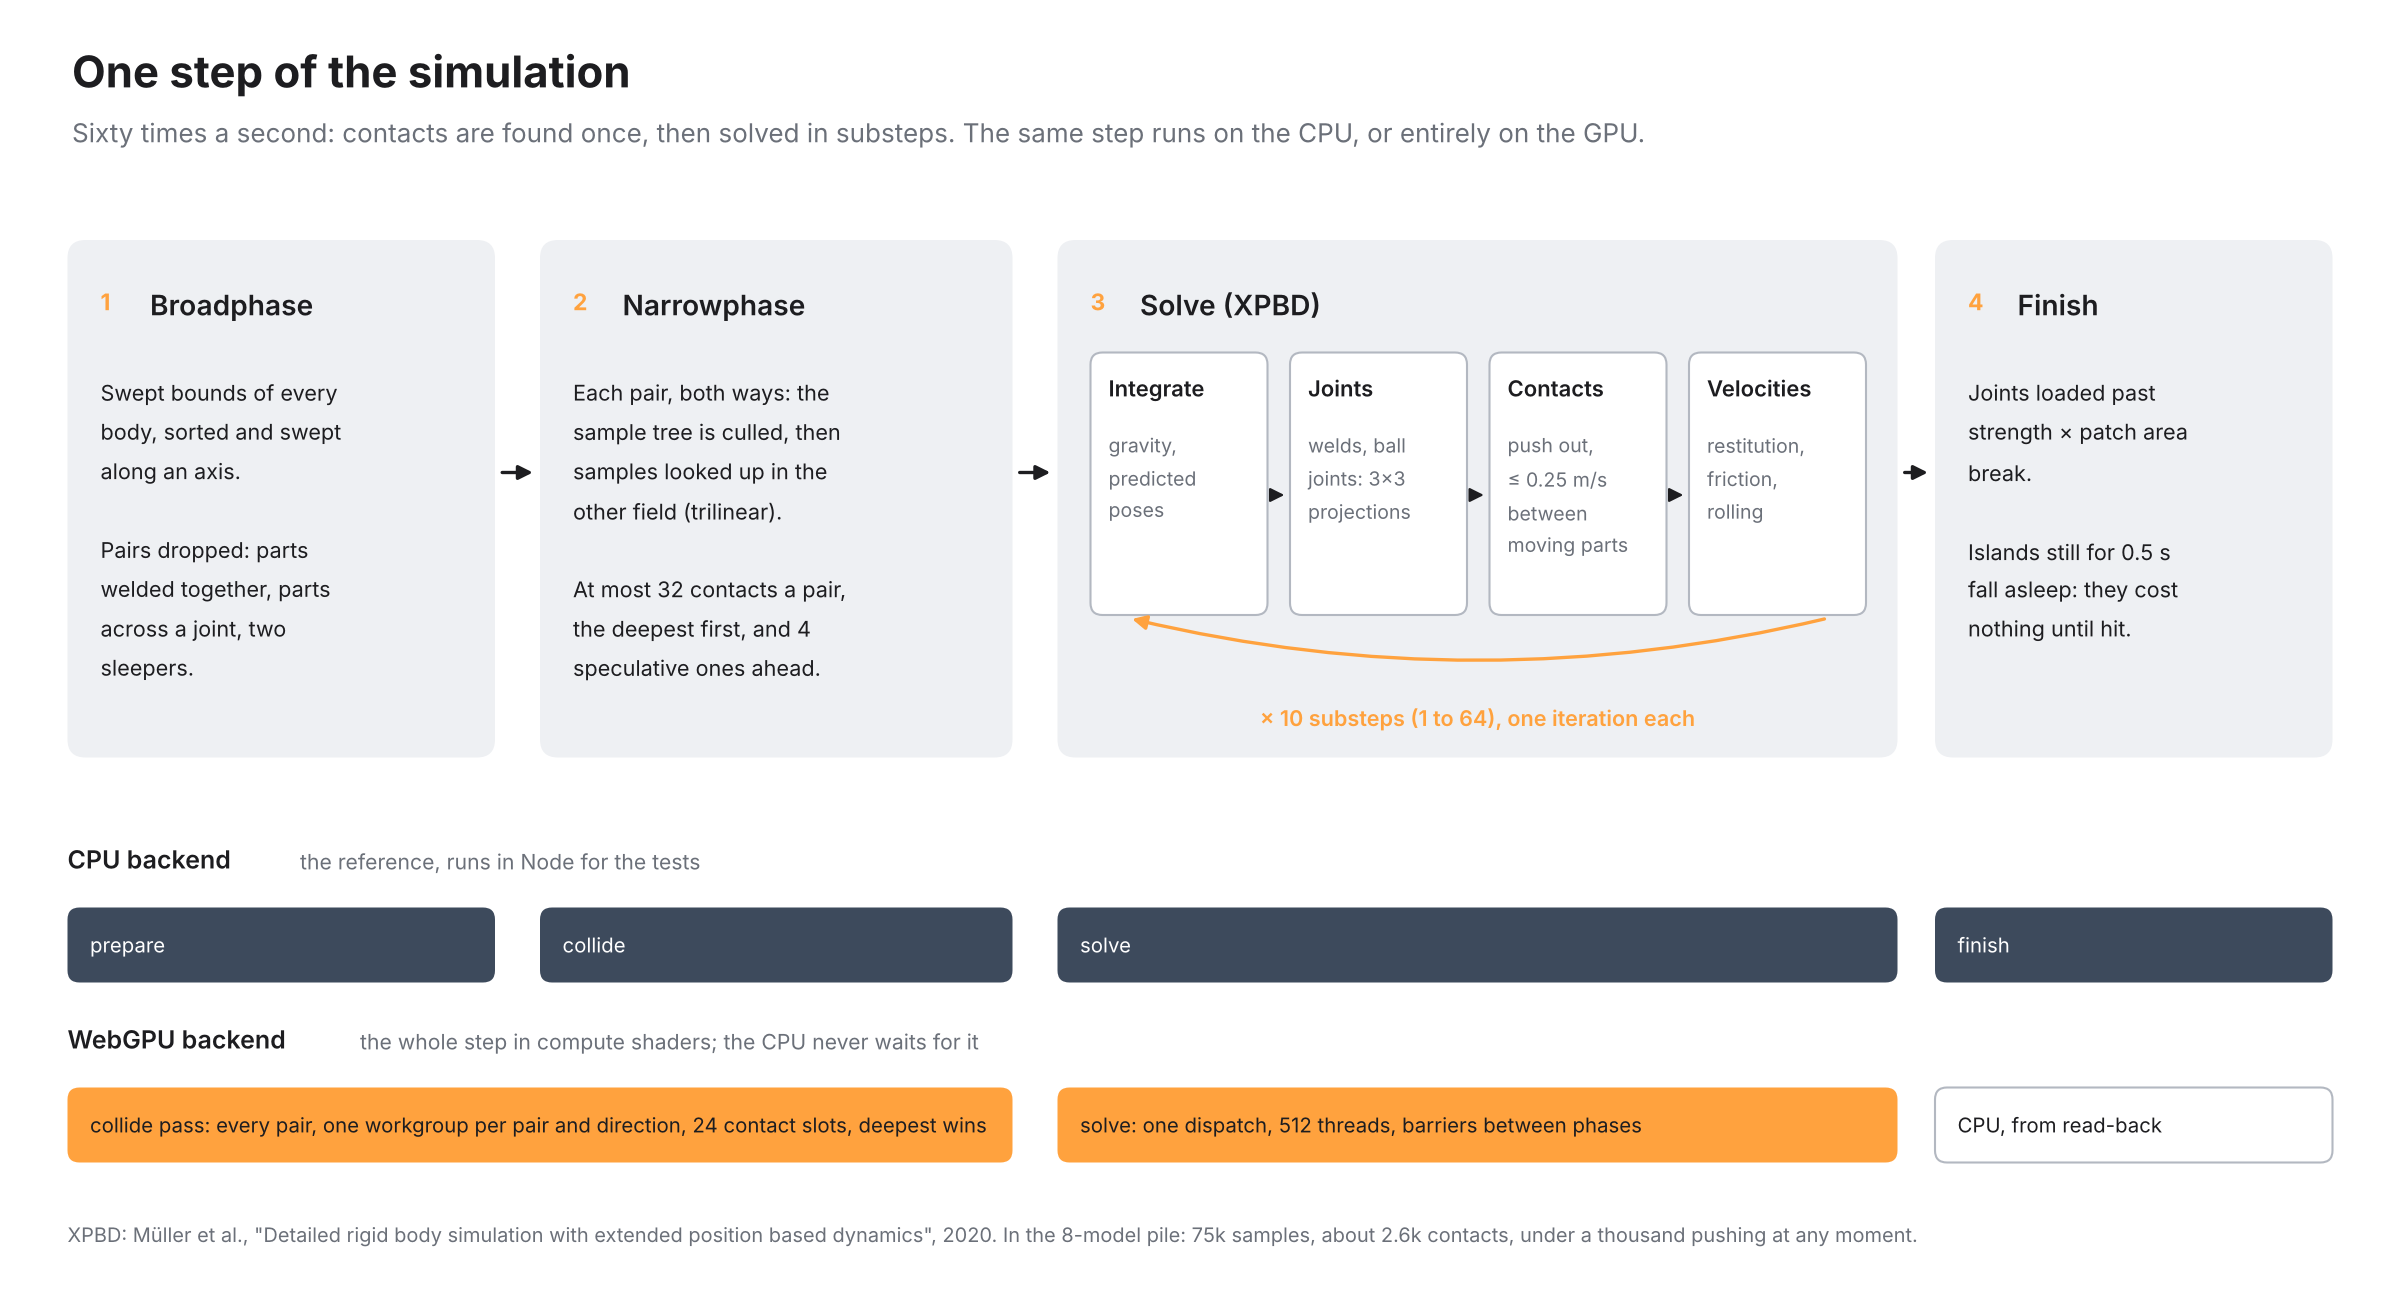 One step of the simulation
Sixty times a second: contacts are found once, then solved in substeps. The same step runs on the CPU, or entirely on the GPU.
1 Broadphase
Swept bounds of every
body, sorted and swept
along an axis.
Pairs dropped: parts
welded together, parts
across a joint, two
sleepers.
2 Narrowphase
Each pair, both ways: the
sample tree is culled, then
samples looked up in the
other field (trilinear).
At most 32 contacts a pair,
the deepest first, and 4
speculative ones ahead.
3 Solve (XPBD)
Integrate
gravity,
predicted
poses
Joints
welds, ball
joints: 3×3
projections
Contacts
push out,
≤ 0.25 m/s
between
moving parts
Velocities
restitution,
friction,
rolling
× 10 substeps (1 to 64), one iteration each
4 Finish
Joints loaded past
strength × patch area
break.
Islands still for 0.5 s
fall asleep: they cost
nothing until hit.
CPU backend the reference, runs in Node for the tests
prepare
collide
solve
finish
WebGPU backend the whole step in compute shaders; the CPU never waits for it
collide pass: every pair, one workgroup per pair and direction, 24 contact slots, deepest wins
solve: one dispatch, 512 threads, barriers between phases
CPU, from read-back
XPBD: Müller et al., "Detailed rigid body simulation with extended position based dynamics", 2020. In the 8-model pile: 75k samples, about 2.6k contacts, under a thousand pushing at any moment.